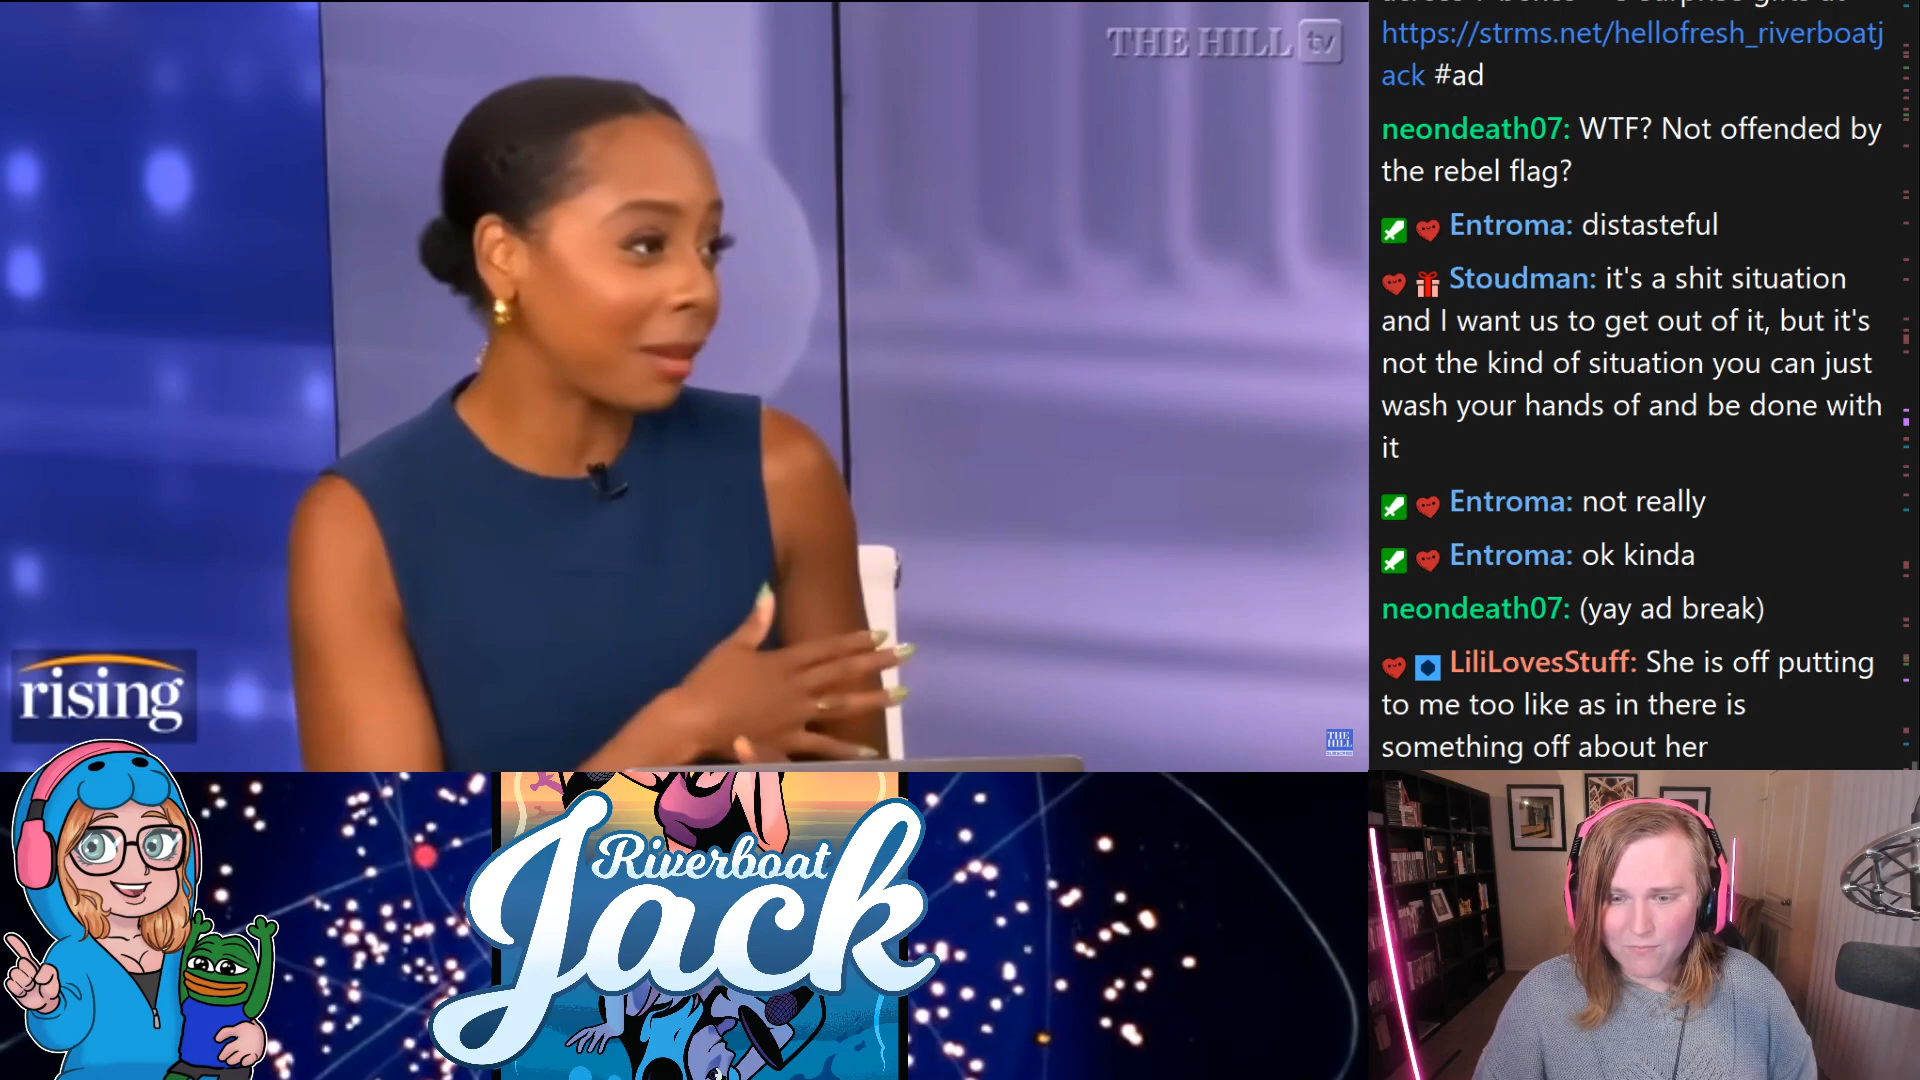 THE HILL tv
rising
THE
HILL
Riverboat
Jack
https://strms.net/hellofresh_riverboatj
ack #ad
neondeath07: WTF? Not offended by
the rebel flag?
Entroma: distasteful
Stoudman: it's a shit situation
and I want us to get out of it, but it's
not the kind of situation you can just
wash your hands of and be done with
it
Entroma: not really
Entroma: ok kinda
neondeath07: (yay ad break)
LiliLovesStuff: She is off putting
to me too like as in there is
something off about her